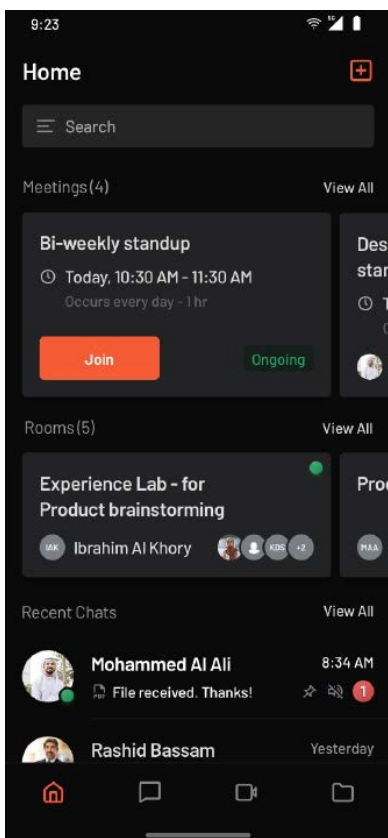 9:23
5G
Home
Search
Meetings (4) View All
Bi-weekly standup
Today, 10:30 AM - 11:30 AM
Occurs every day - 1 hr
Join
Ongoing
Des
star
Rooms (5) View All
Experience Lab - for
Product brainstorming
IAK Ibrahim Al Khory KDS +2
Proc
MAA
Recent Chats View All
Mohammed Al Ali 8:34 AM
PDF File received. Thanks! 1
Rashid Bassam Yesterday